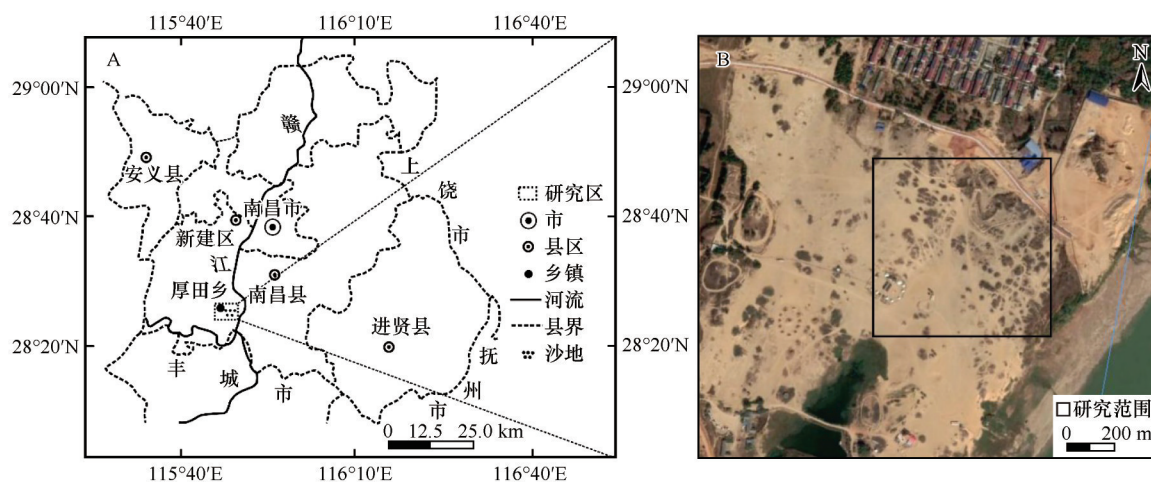 115°40′E
116°10′E
A
B
N
29°00′N
28°40′N
28°20′N
赣
江
安义县
南昌市
新建区
南昌县
厚田乡
进贤县
上
饶
市
抚
州
市
丰
城
市
研究区
市
县区
乡镇
河流
县界
沙地
0 12.5 25.0 km
115°40′E
116°10′E
116°40′E
29°00′N
28°40′N
28°20′N
研究范围
0 200 m